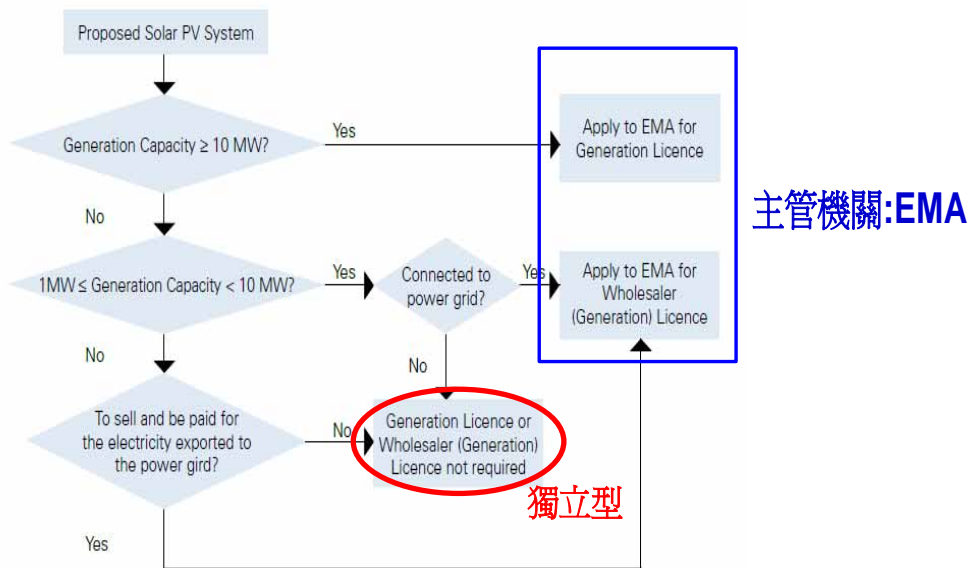 Proposed Solar PV System
Generation Capacity ≥ 10 MW?
Yes
Apply to EMA for
Generation Licence
主管機關:EMA
No
1MW ≤ Generation Capacity < 10 MW?
Yes
Connected to
power grid?
Yes
Apply to EMA for
Wholesaler
(Generation) Licence
No
No
To sell and be paid for
the electricity exported to
the power gird?
No
Generation Licence or
Wholesaler (Generation)
Licence not required
獨立型
Yes